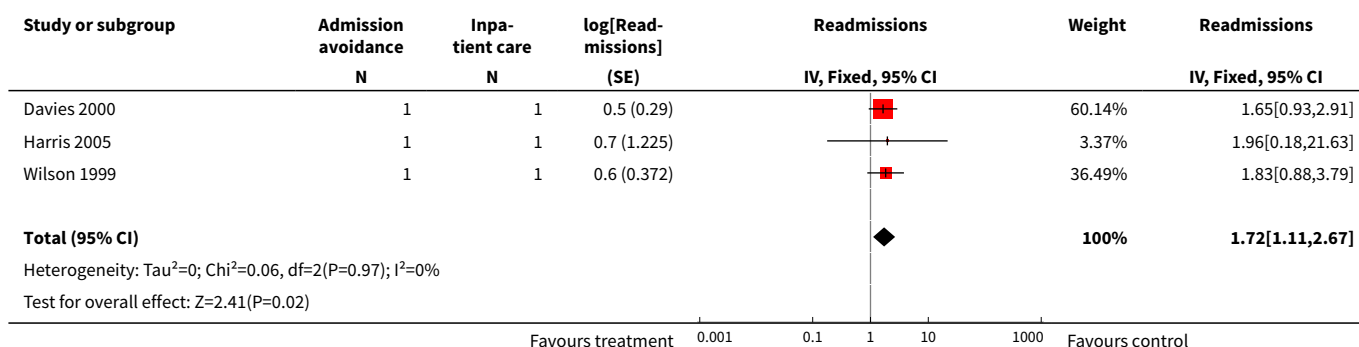 Study or subgroup Admission avoidance Inpa-tient care log[Read-missions] Readmissions Weight Readmissions
N N (SE) IV, Fixed, 95% CI IV, Fixed, 95% CI
Davies 2000 1 1 0.5 (0.29) 60.14% 1.65[0.93,2.91]
Harris 2005 1 1 0.7 (1.225) 3.37% 1.96[0.18,21.63]
Wilson 1999 1 1 0.6 (0.372) 36.49% 1.83[0.88,3.79]
Total (95% CI) 100% 1.72[1.11,2.67]
Heterogeneity: Tau²=0; Chi²=0.06, df=2(P=0.97); I²=0%
Test for overall effect: Z=2.41(P=0.02)
Favours treatment 0.001 0.1 1 10 1000 Favours control